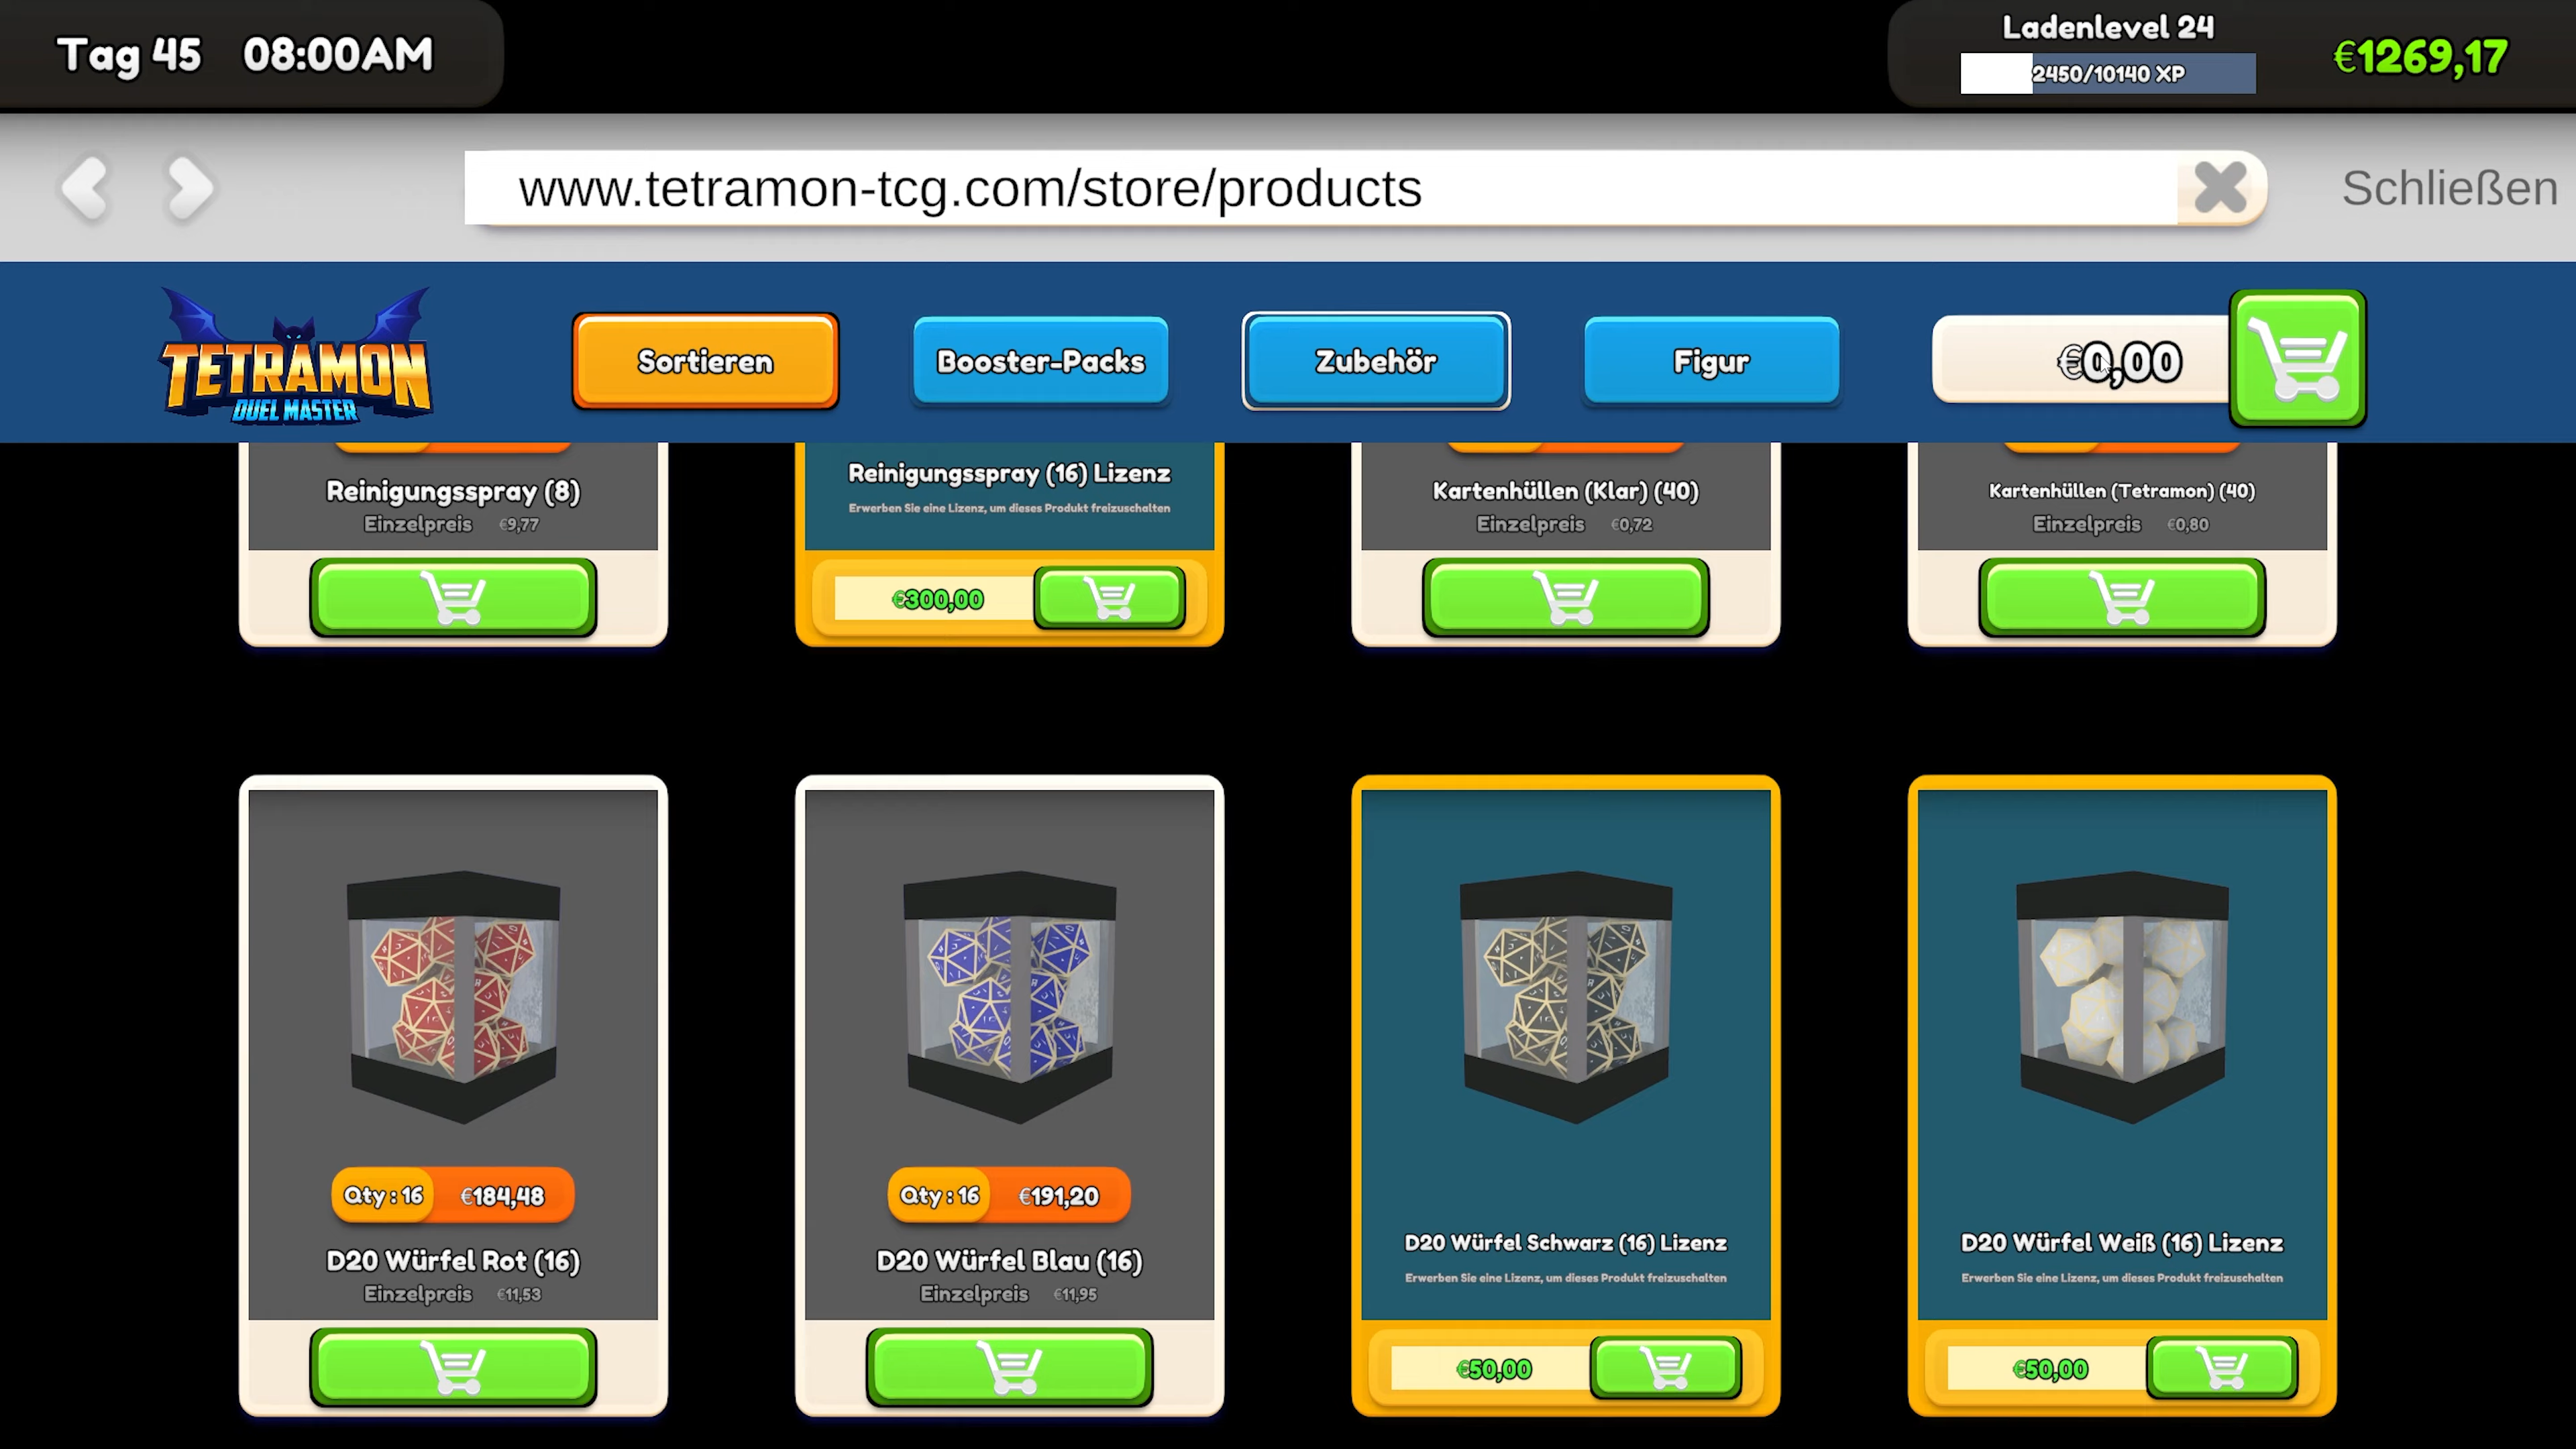 Tag 45 08:00AM
Ladenlevel 24
2450/10140 XP
€1269,17
www.tetramon-tcg.com/store/products
Schließen
TETRAMON
DUEL MASTER
Sortieren
Booster-Packs
Zubehör
Figur
€0,00
Reinigungsspray (8)
Einzelpreis €9,77
Reinigungsspray (16) Lizenz
Erwerben Sie eine Lizenz, um dieses Produkt freizuschalten
€300,00
Kartenhüllen (Klar) (40)
Einzelpreis €0,72
Kartenhüllen (Tetramon) (40)
Einzelpreis €0,80
Qty : 16 €184,48
D20 Würfel Rot (16)
Einzelpreis €11,53
Qty : 16 €191,20
D20 Würfel Blau (16)
Einzelpreis €11,95
D20 Würfel Schwarz (16) Lizenz
Erwerben Sie eine Lizenz, um dieses Produkt freizuschalten
€50,00
D20 Würfel Weiß (16) Lizenz
Erwerben Sie eine Lizenz, um dieses Produkt freizuschalten
€50,00